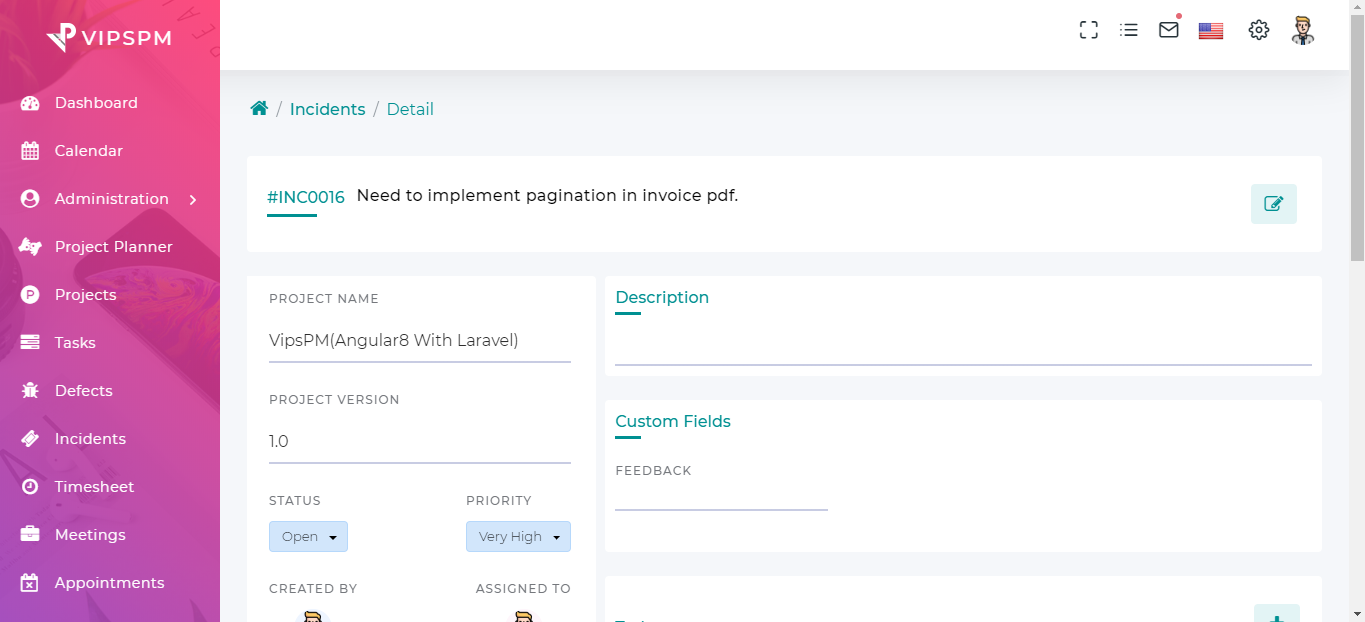 VIPSPM
Dashboard
Calendar
Administration
Project Planner
Projects
Tasks
Defects
Incidents
Timesheet
Meetings
Appointments
/ Incidents / Detail
#INC0016 Need to implement pagination in invoice pdf.
PROJECT NAME
VipsPM(Angular8 With Laravel)
PROJECT VERSION
1.0
STATUS PRIORITY
Open Very High
CREATED BY ASSIGNED TO
Description
Custom Fields
FEEDBACK